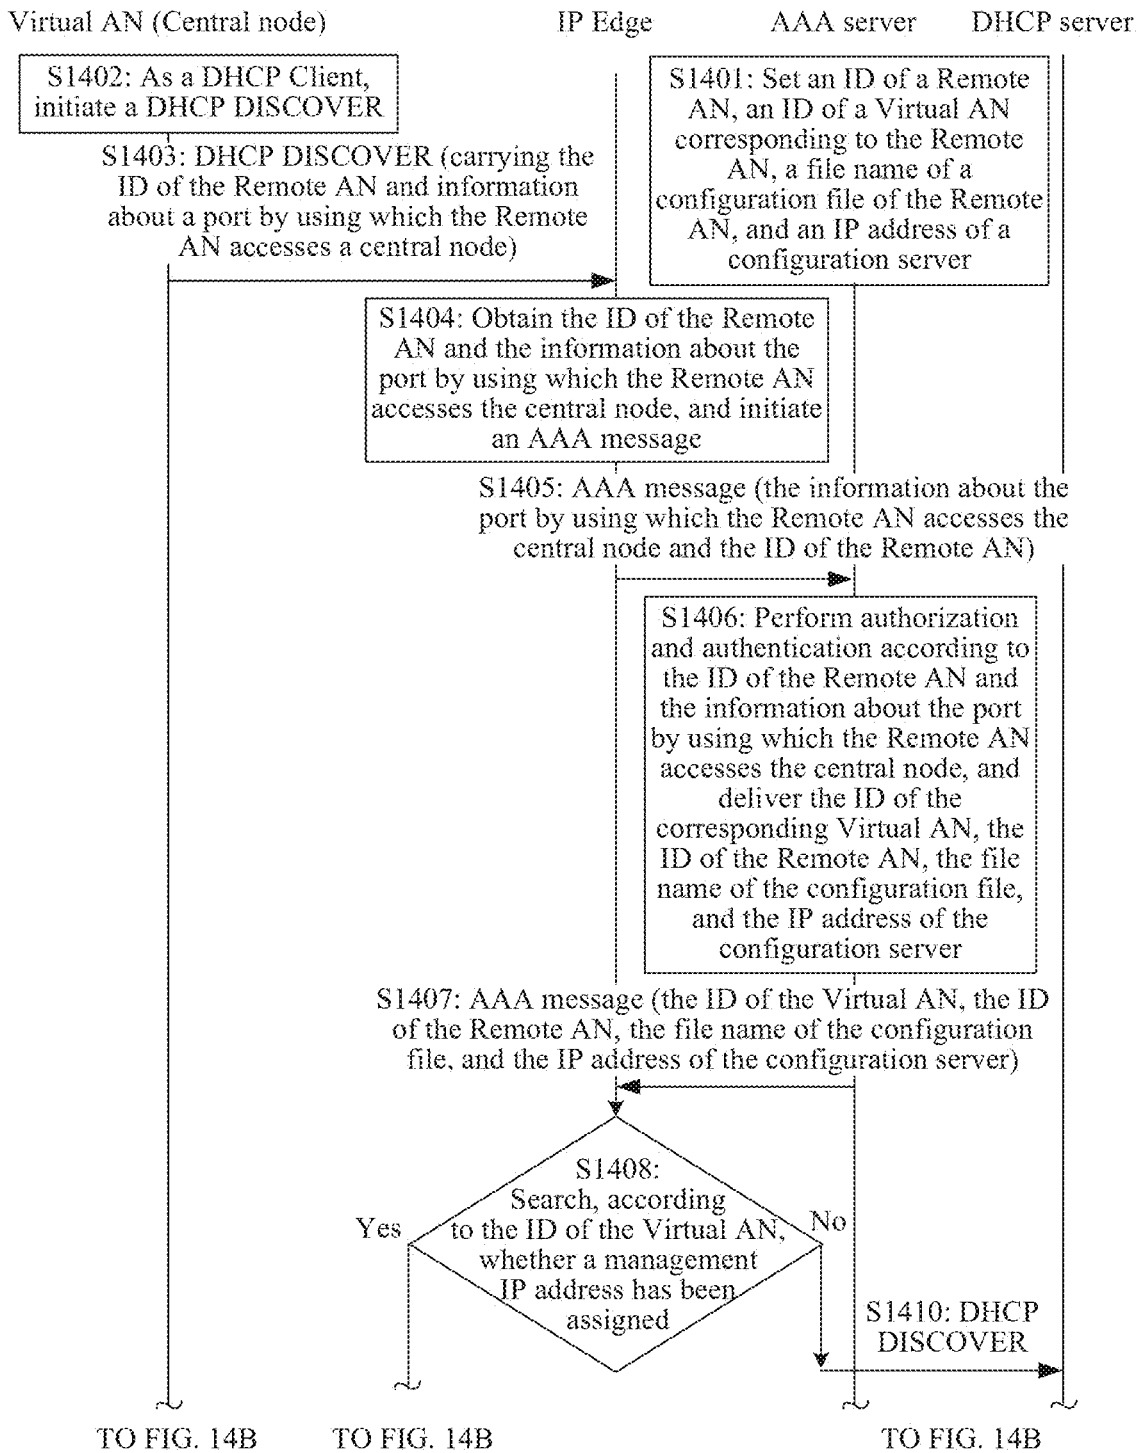 Virtual AN (Central node)
IP Edge
AAA server
DHCP server
S1402: As a DHCP Client,
initiate a DHCP DISCOVER
S1401: Set an ID of a Remote
AN, an ID of a Virtual AN
corresponding to the Remote
AN, a file name of a
configuration file of the Remote
AN, and an IP address of a
configuration server
S1403: DHCP DISCOVER (carrying the
ID of the Remote AN and information
about a port by using which the Remote
AN accesses a central node)
S1404: Obtain the ID of the Remote
AN and the information about the
port by using which the Remote AN
accesses the central node, and initiate
an AAA message
S1405: AAA message (the information about the
port by using which the Remote AN accesses the
central node and the ID of the Remote AN)
S1406: Perform authorization
and authentication according to
the ID of the Remote AN and
the information about the port
by using which the Remote AN
accesses the central node, and
deliver the ID of the
corresponding Virtual AN, the
ID of the Remote AN, the file
name of the configuration file,
and the IP address of the
configuration server
S1407: AAA message (the ID of the Virtual AN, the ID
of the Remote AN, the file name of the configuration
file, and the IP address of the configuration server)
S1408:
Search, according
to the ID of the Virtual AN,
whether a management
IP address has been
assigned
Yes
No
S1410: DHCP
DISCOVER
TO FIG. 14B
TO FIG. 14B
TO FIG. 14B